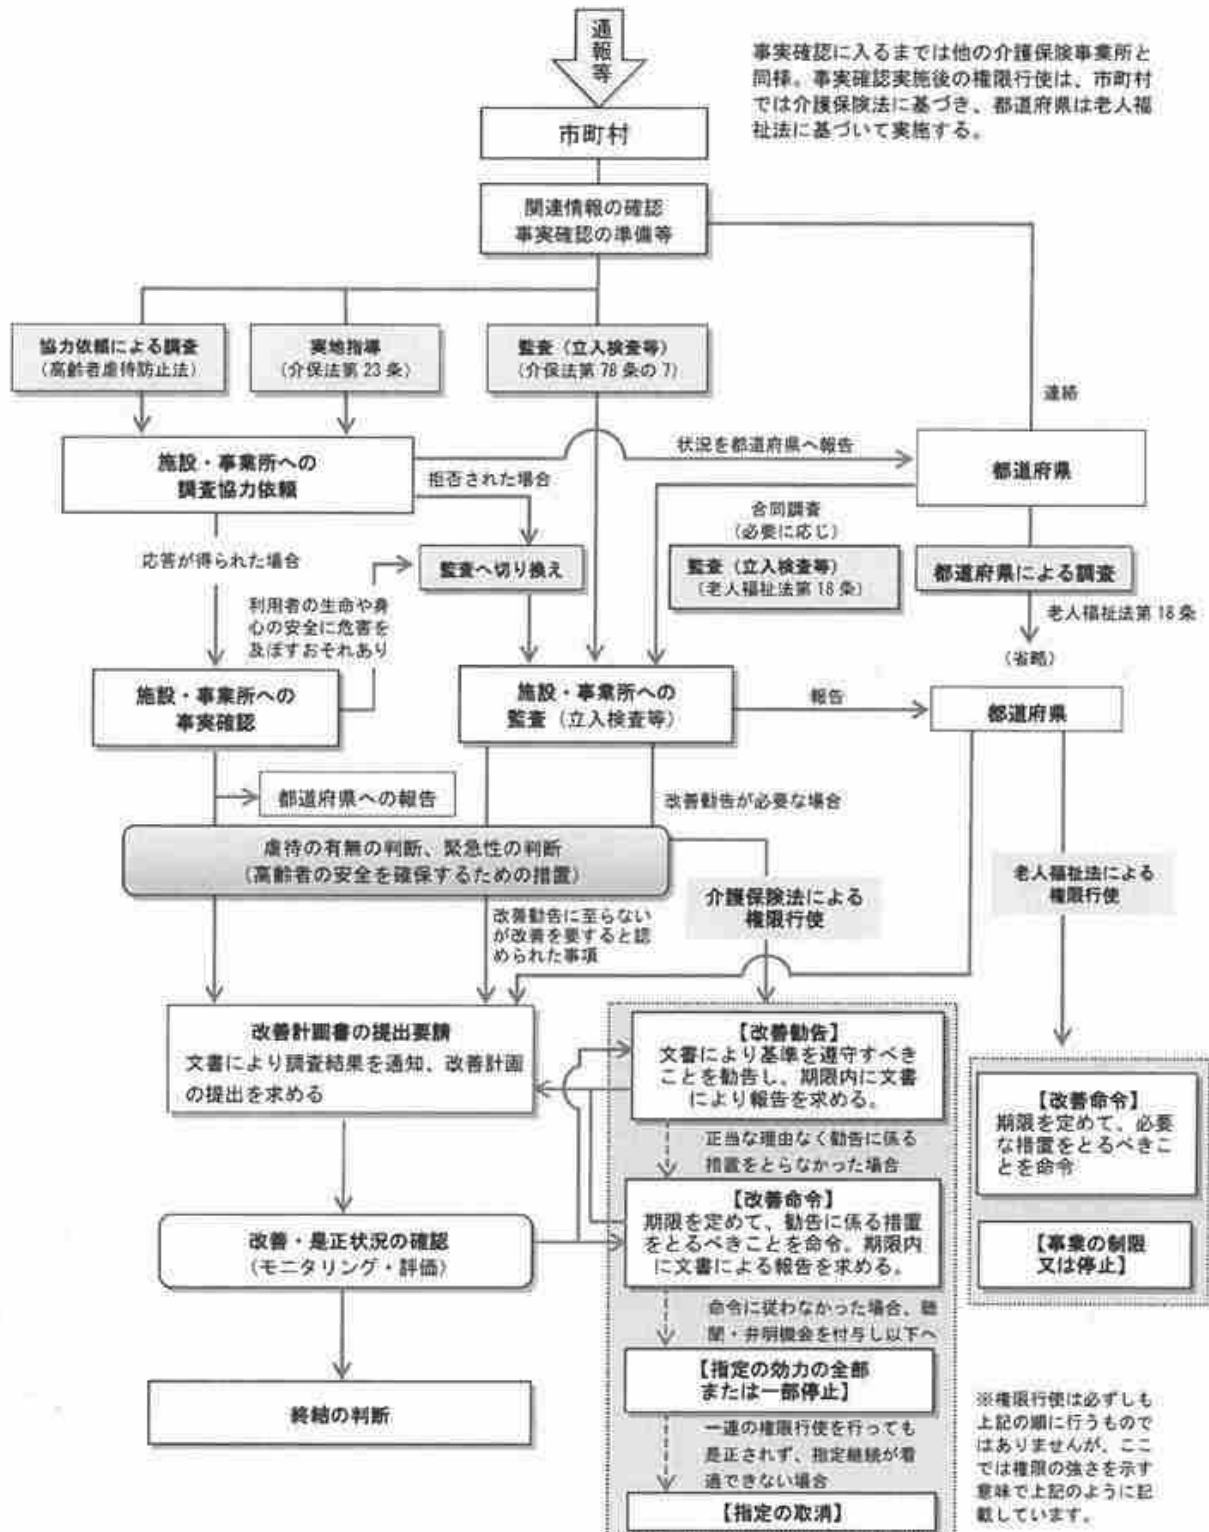 通報等
事実確認に入るまでは他の介護保険事業所と
同様。事実確認実施後の権限行使は、市町村
では介護保険法に基づき、都道府県は老人福
祉法に基づいて実施する。
市町村
関連情報の確認
事実確認の準備等
協力依頼による調査
(高齢者虐待防止法)
実地指導
(介保法第23条)
監査(立入検査等)
(介保法第78条の7)
連絡
施設・事業所への
調査協力依頼
状況を都道府県へ報告
都道府県
拒否された場合
合同調査
(必要に応じ)
応答が得られた場合
監査へ切り換え
監査(立入検査等)
(老人福祉法第18条)
都道府県による調査
老人福祉法第18条
(省略)
利用者の生命や身
心の安全に危害を
及ぼすおそれあり
施設・事業所への
事実確認
施設・事業所への
監査(立入検査等)
報告
都道府県
都道府県への報告
改善勧告が必要な場合
虐待の有無の判断、緊急性の判断
(高齢者の安全を確保するための措置)
介護保険法による
権限行使
老人福祉法による
権限行使
改善勧告に至らない
が改善を要すると認
められた事項
改善計画書の提出要請
文書により調査結果を通知、改善計画
の提出を求める
【改善勧告】
文書により基準を遵守すべき
ことを勧告し、期限内に文書
により報告を求める。
正当な理由なく勧告に係る
措置をとらなかった場合
【改善命令】
期限を定めて、必要
な措置をとるべきこ
とを命令
【改善命令】
期限を定めて、勧告に係る措置
をとるべきことを命令。期限内
に文書による報告を求める。
改善・是正状況の確認
(モニタリング・評価)
【事業の制限
又は停止】
命令に従わなかった場合、聴
聞・弁明機会を付与し以下へ
【指定の効力の全部
または一部停止】
終結の判断
一連の権限行使を行っても
是正されず、指定継続が看
過できない場合
【指定の取消】
※権限行使は必ずしも
上記の順に行うもので
はありませんが、ここ
では権限の強さを示す
意味で上記のように記
載しています。